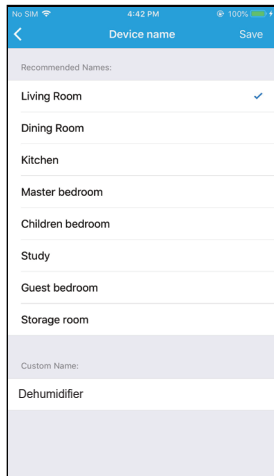 No SIM 4:42 PM 100%
Device name Save
Recommended Names:
Living Room
Dining Room
Kitchen
Master bedroom
Children bedroom
Study
Guest bedroom
Storage room
Custom Name:
Dehumidifier